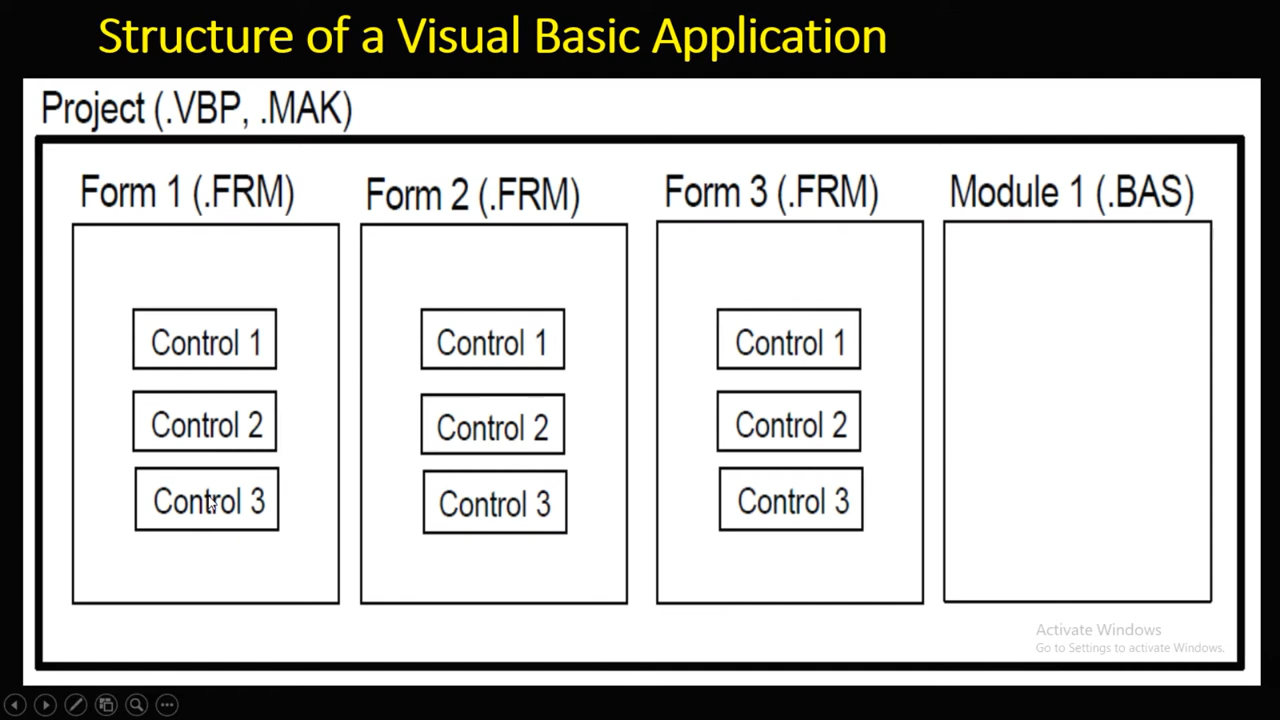 Structure of a Visual Basic Application
Project (.VBP, .MAK)
Form 1 (.FRM)
Control 1
Control 2
Control 3
Form 2 (.FRM)
Control 1
Control 2
Control 3
Form 3 (.FRM)
Control 1
Control 2
Control 3
Module 1 (.BAS)
Activate Windows
Go to Settings to activate Windows.